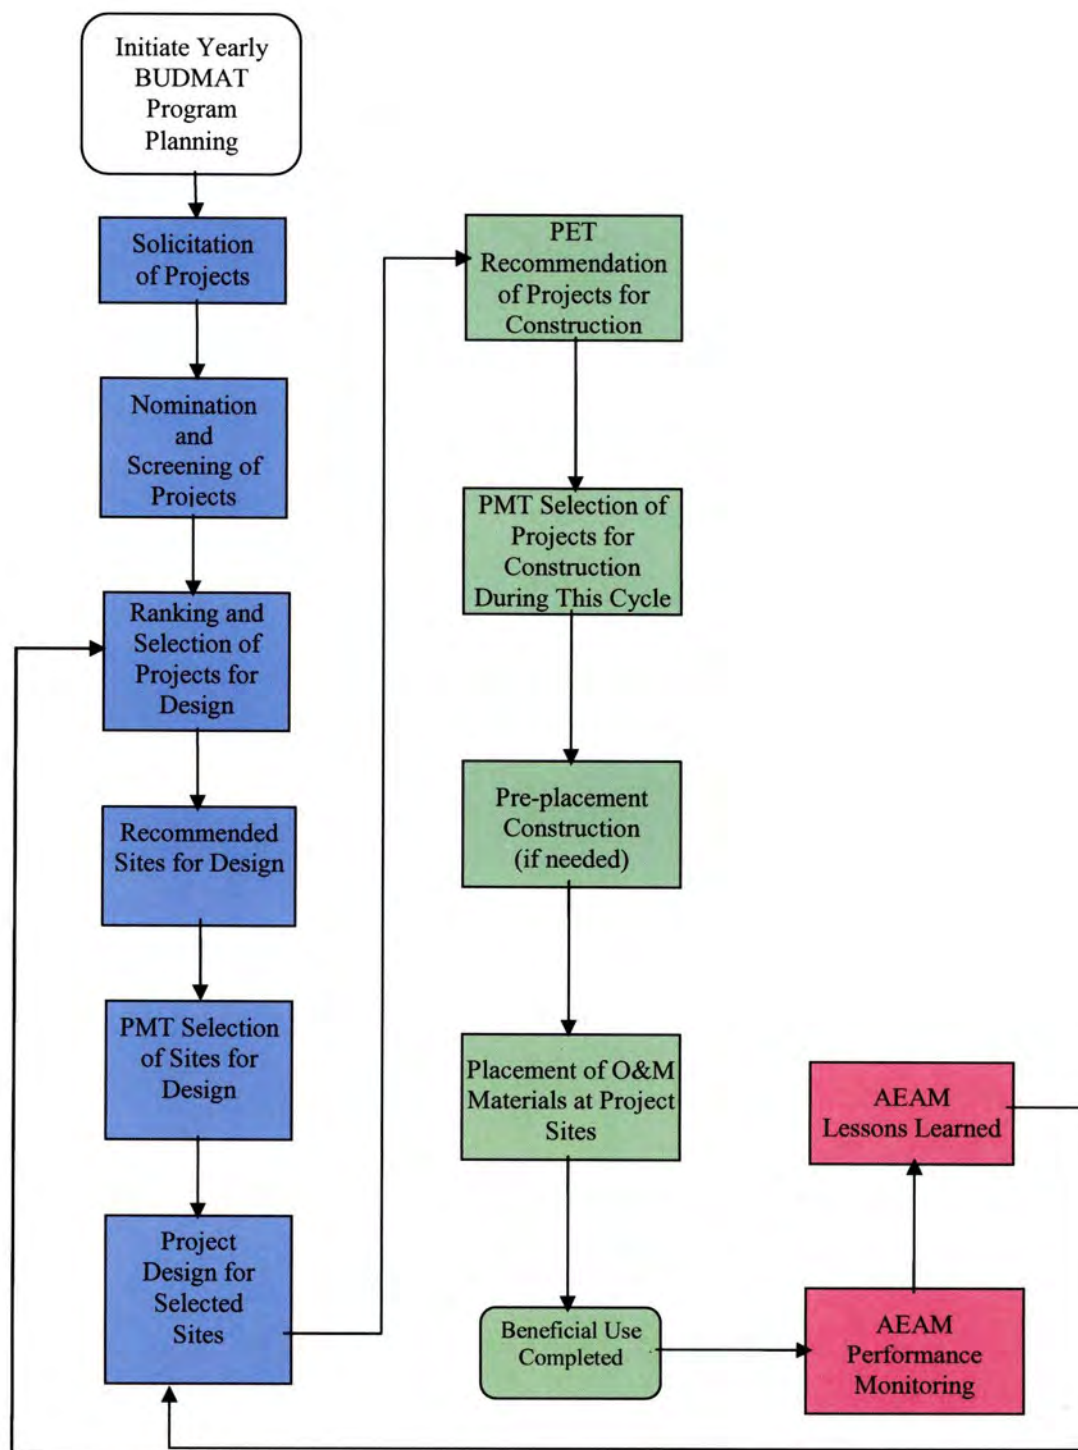 Initiate Yearly
BUDMAT
Program
Planning
Solicitation
of Projects
Nomination
and
Screening of
Projects
Ranking and
Selection of
Projects for
Design
Recommended
Sites for Design
PMT Selection
of Sites for
Design
Project
Design for
Selected
Sites
PET
Recommendation
of Projects for
Construction
PMT Selection of
Projects for
Construction
During This Cycle
Pre-placement
Construction
(if needed)
Placement of O&M
Materials at Project
Sites
Beneficial Use
Completed
AEAM
Lessons Learned
AEAM
Performance
Monitoring